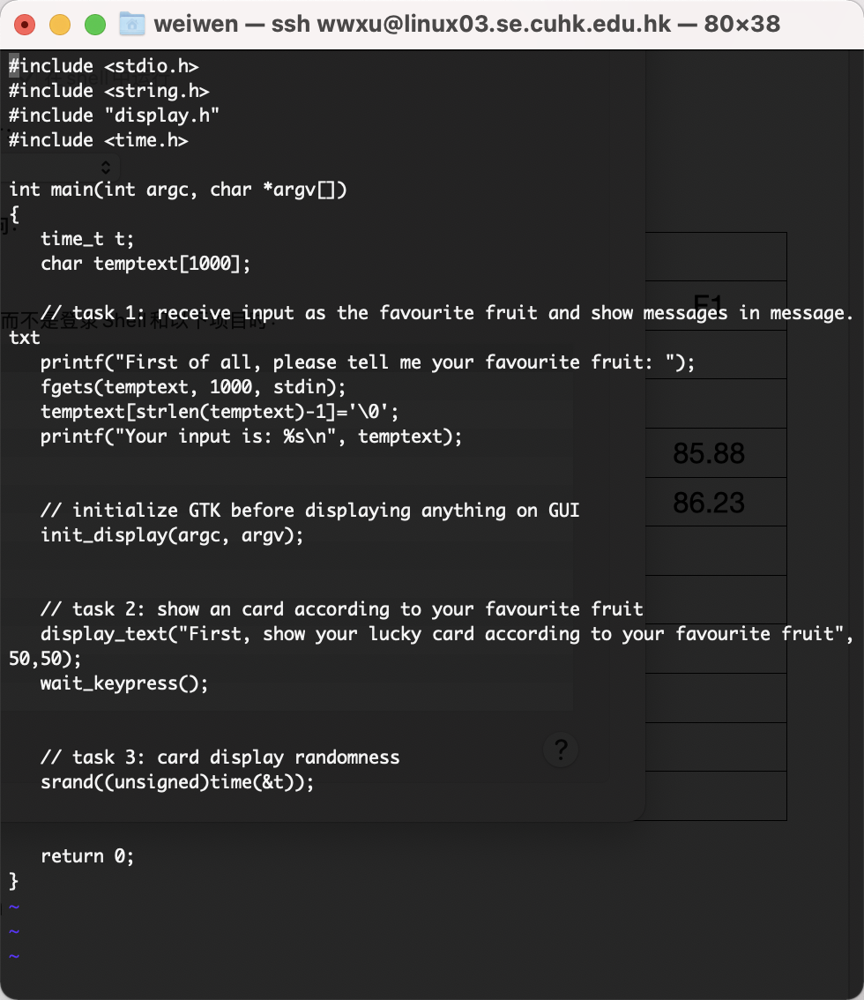 weiwen — ssh wwxu@linux03.se.cuhk.edu.hk — 80×38
#include <stdio.h>
#include <string.h>
#include "display.h"
#include <time.h>
int main(int argc, char *argv[])
{
time_t t;
char temptext[1000];
// task 1: receive input as the favourite fruit and show messages in message.
txt
printf("First of all, please tell me your favourite fruit: ");
fgets(temptext, 1000, stdin);
temptext[strlen(temptext)-1]='\0';
printf("Your input is: %s\n", temptext);
// initialize GTK before displaying anything on GUI
init_display(argc, argv);
// task 2: show an card according to your favourite fruit
display_text("First, show your lucky card according to your favourite fruit",
50,50);
wait_keypress();
// task 3: card display randomness
srand((unsigned)time(&t));
return 0;
}
~
~
~
F1
85.88
86.23
?